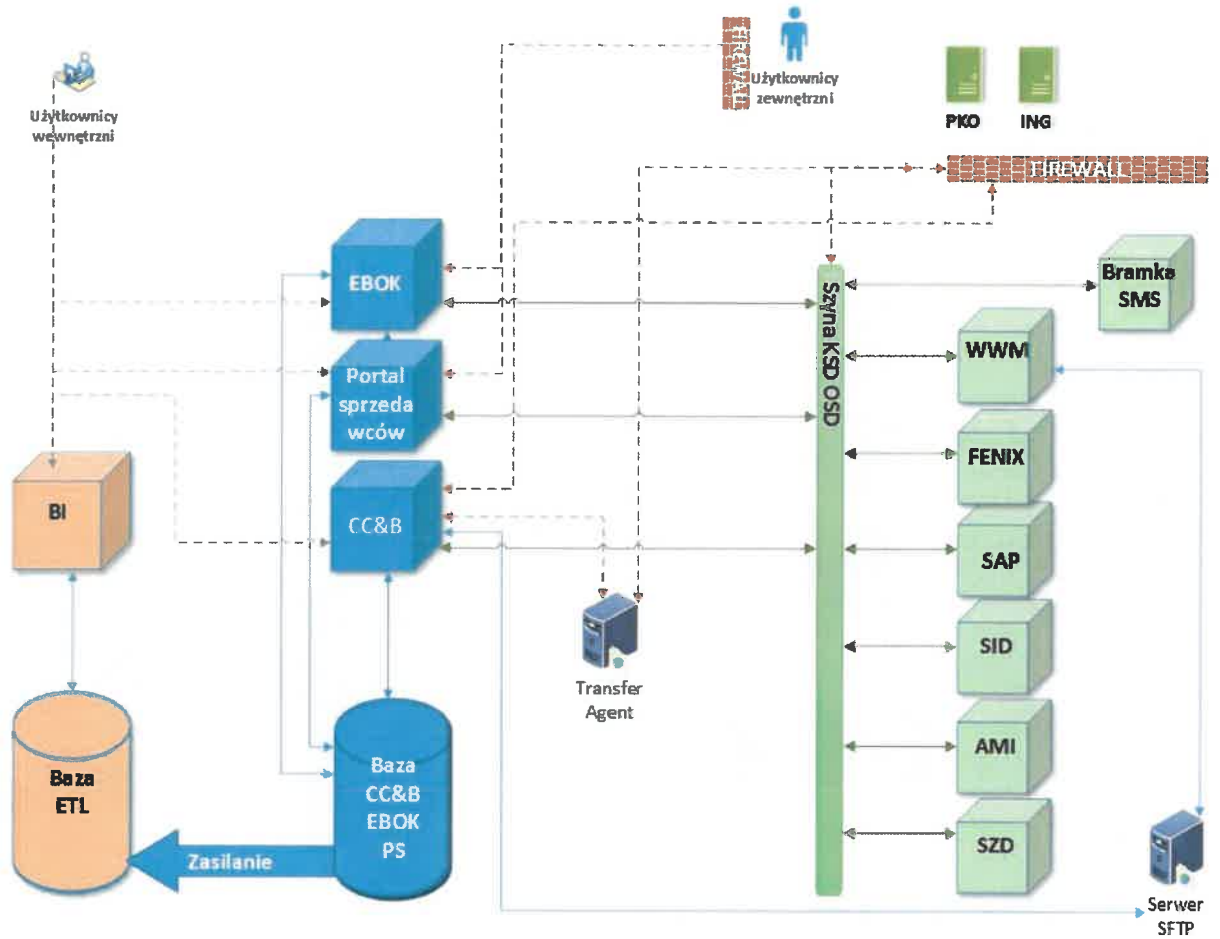 FIREWALL
Użytkownicy
zewnętrzni
Użytkownicy
wewnętrzni
PKO
ING
FIREWALL
EBOK
Bramka
SMS
Szyna KSD OSD
WWM
Portal
sprzeda
wców
FENIX
BI
CC&B
SAP
SID
Transfer
Agent
AMI
Baza
ETL
Baza
CC&B
EBOK
PS
SZD
Zasilanie
Serwer
SFTP